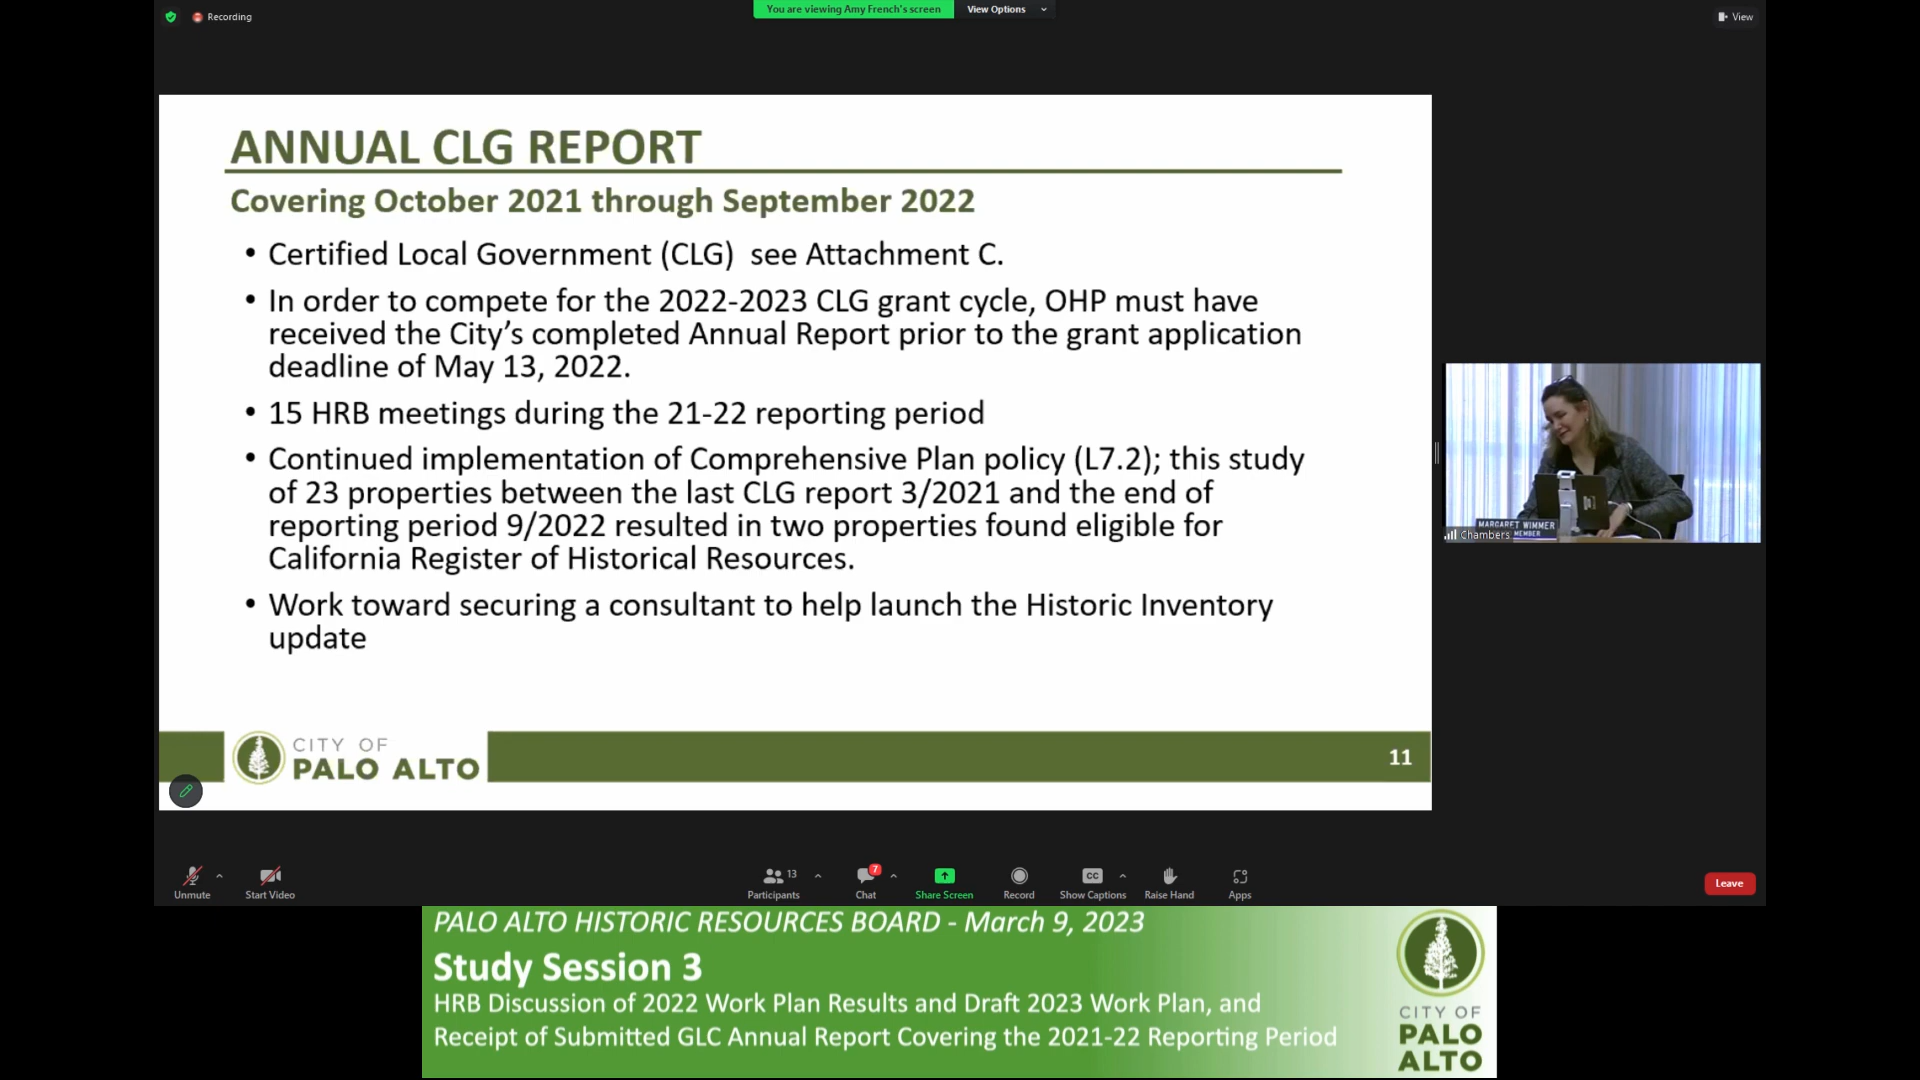 Recording
You are viewing Amy French's screen
View Options
View
ANNUAL CLG REPORT
Covering October 2021 through September 2022
• Certified Local Government (CLG)  see Attachment C.
• In order to compete for the 2022-2023 CLG grant cycle, OHP must have
received the City's completed Annual Report prior to the grant application
deadline of May 13, 2022.
• 15 HRB meetings during the 21-22 reporting period
• Continued implementation of Comprehensive Plan policy (L7.2); this study
of 23 properties between the last CLG report 3/2021 and the end of
reporting period 9/2022 resulted in two properties found eligible for
California Register of Historical Resources.
• Work toward securing a consultant to help launch the Historic Inventory
update
CITY OF
PALO ALTO
11
MARGARET WIMMER
MEMBER
Chambers
Unmute
Start Video
13
Participants
7
Chat
Share Screen
Record
CC
Show Captions
Raise Hand
Apps
Leave
PALO ALTO HISTORIC RESOURCES BOARD - March 9, 2023
Study Session 3
HRB Discussion of 2022 Work Plan Results and Draft 2023 Work Plan, and
Receipt of Submitted GLC Annual Report Covering the 2021-22 Reporting Period
CITY OF
PALO
ALTO